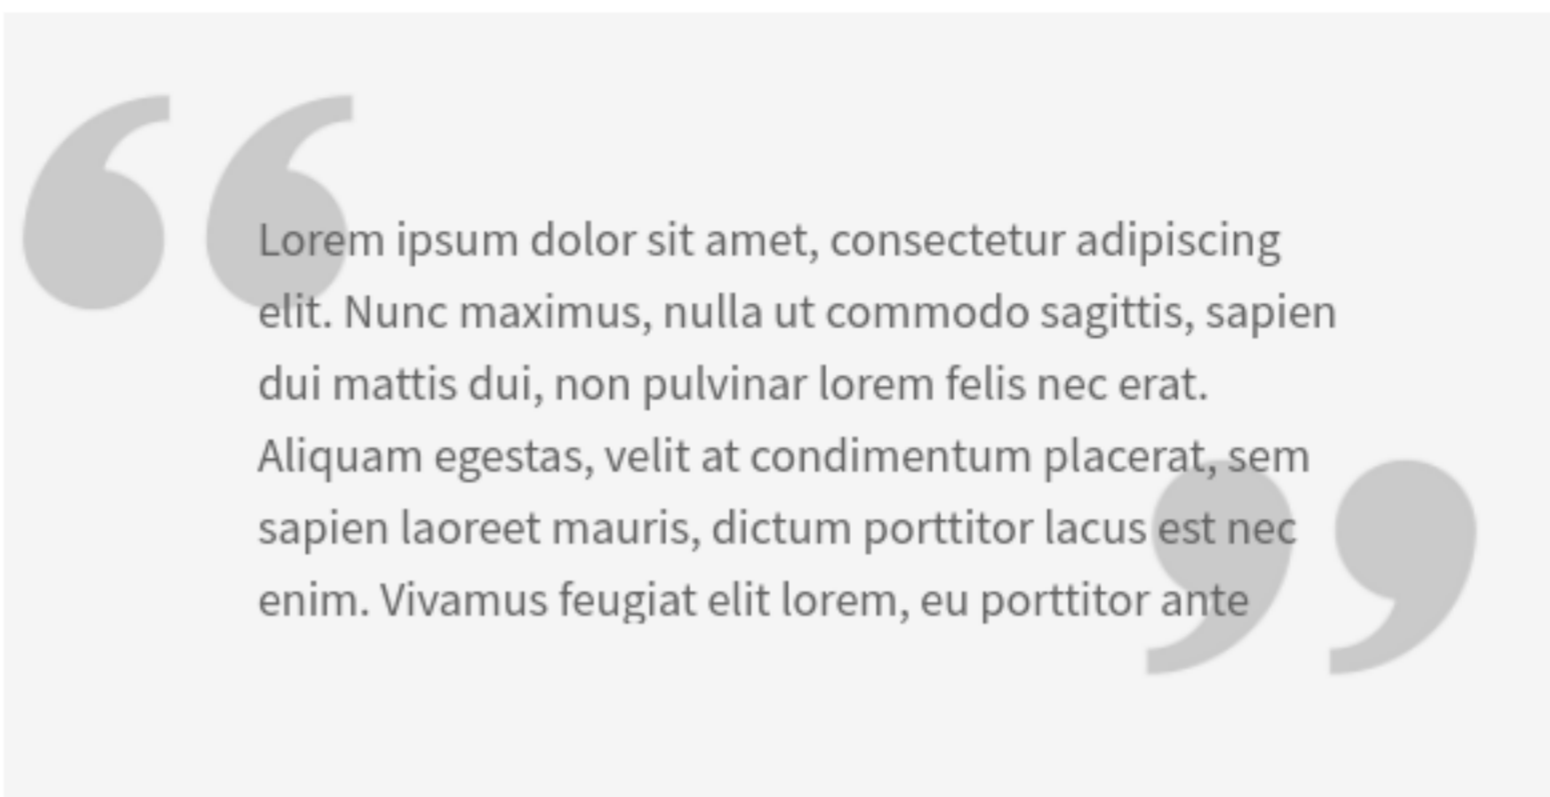 “
Lorem ipsum dolor sit amet, consectetur adipiscing
elit. Nunc maximus, nulla ut commodo sagittis, sapien
dui mattis dui, non pulvinar lorem felis nec erat.
Aliquam egestas, velit at condimentum placerat, sem
sapien laoreet mauris, dictum porttitor lacus est nec
enim. Vivamus feugiat elit lorem, eu porttitor ante
”